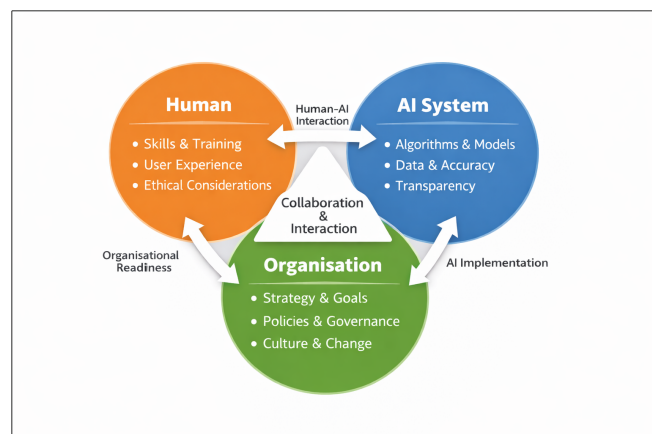 Human
• Skills & Training
• User Experience
• Ethical Considerations
Human-AI
Interaction
AI System
• Algorithms & Models
• Data & Accuracy
• Transparency
Collaboration
&
Interaction
Organisational
Readiness
AI Implementation
Organisation
• Strategy & Goals
• Policies & Governance
• Culture & Change